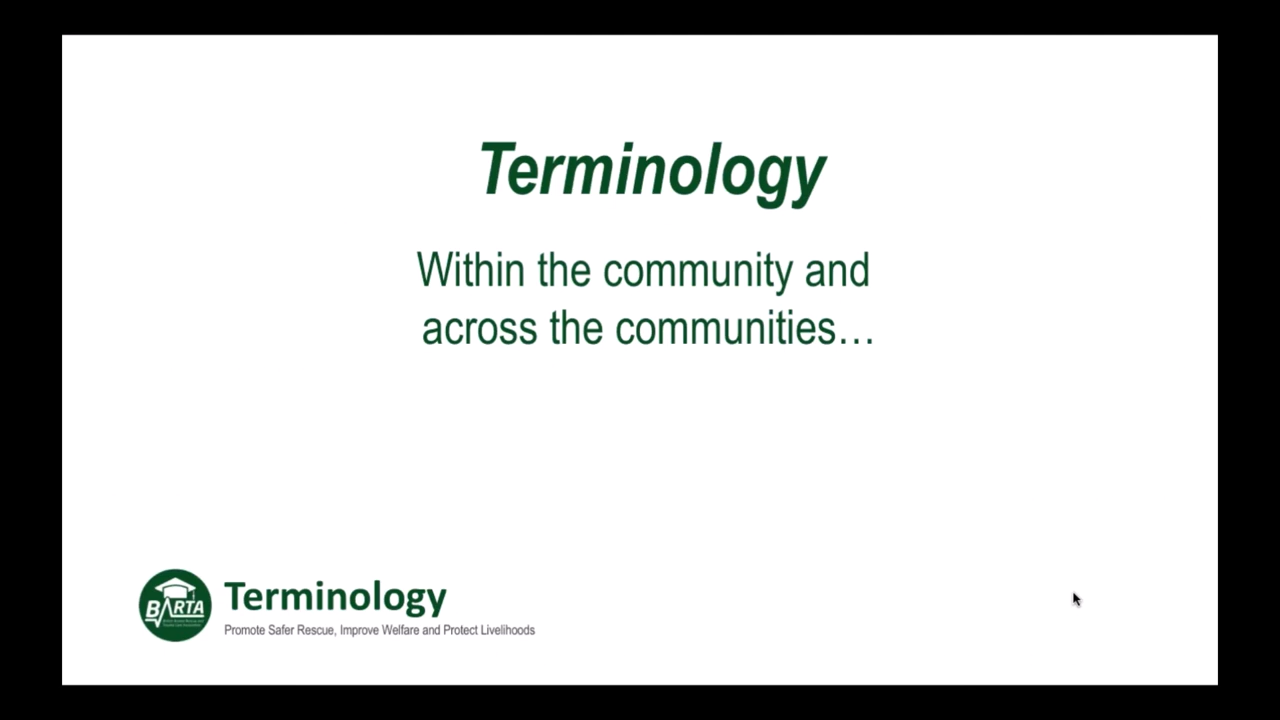 Terminology
Within the community and
across the communities…
BARTA
Terminology
Promote Safer Rescue, Improve Welfare and Protect Livelihoods